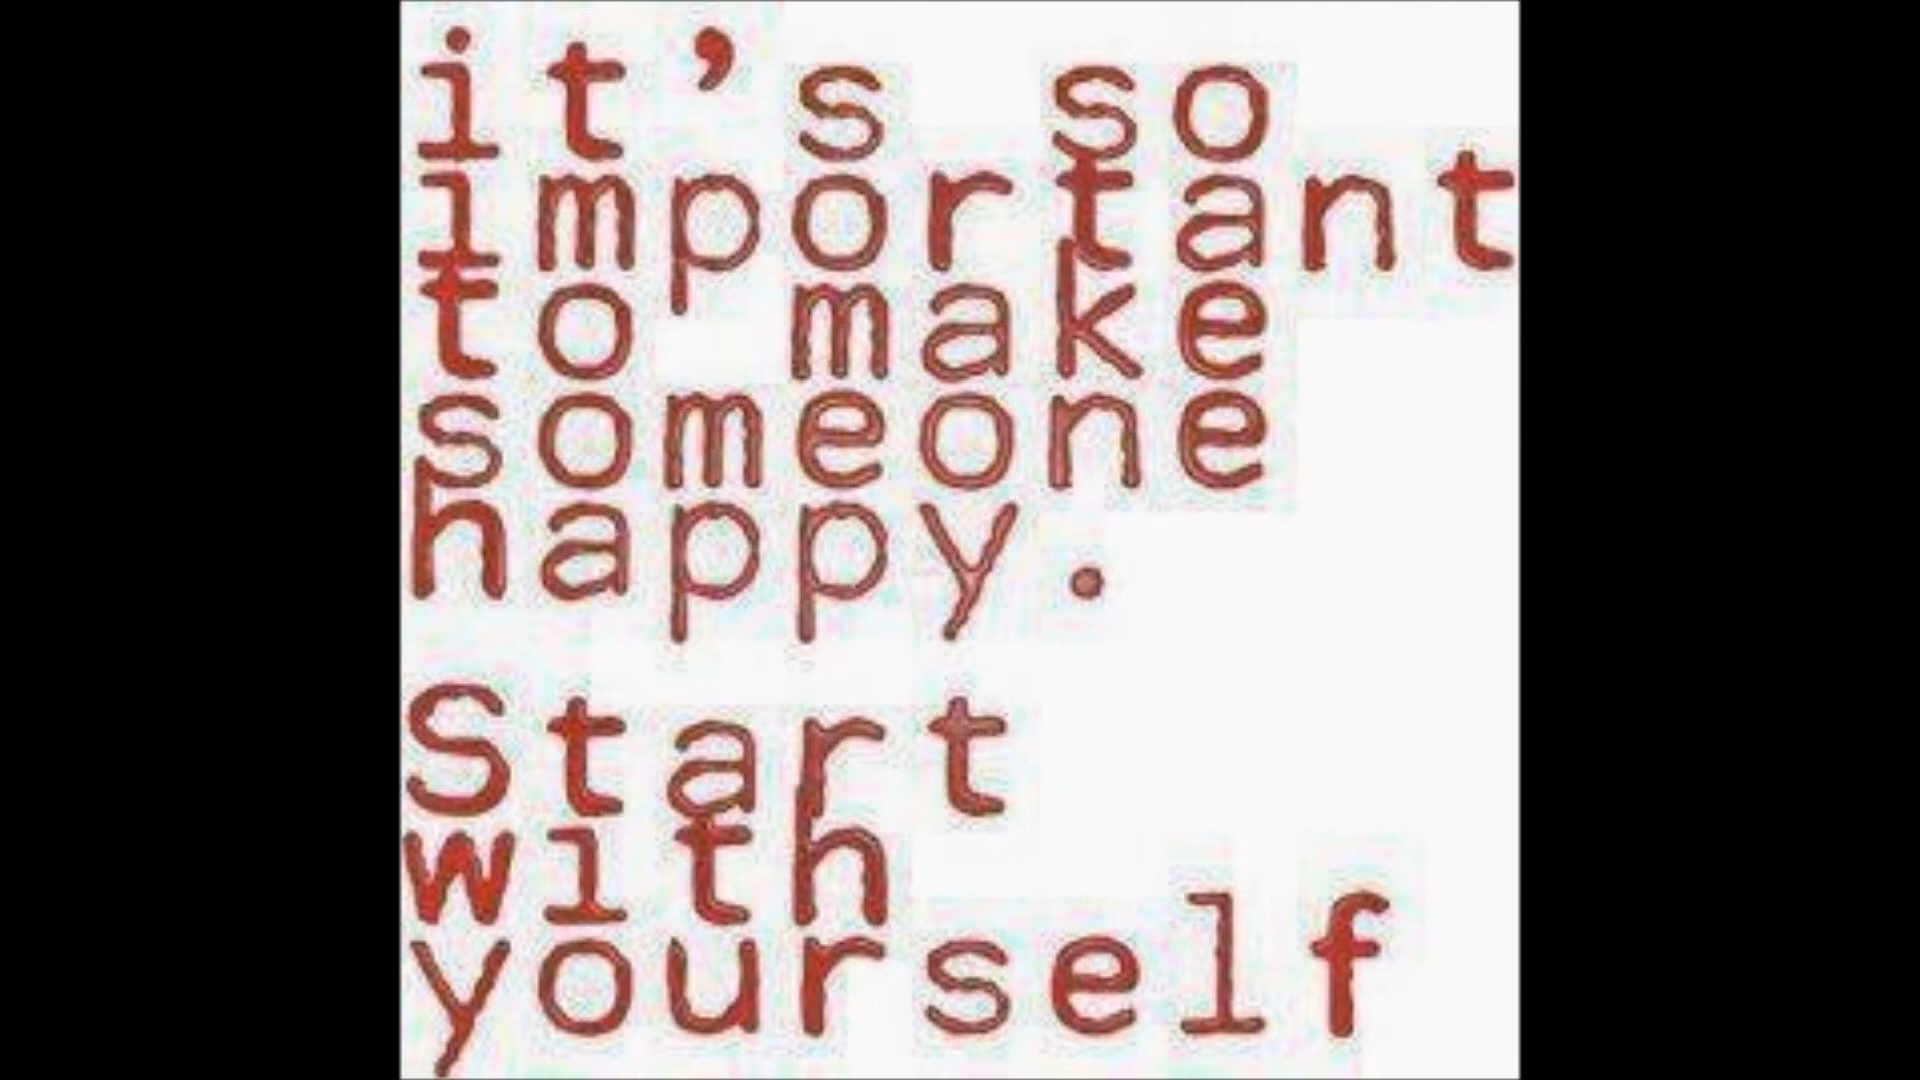 it's so
important
to make
someone
happy.
Start
with
yourself